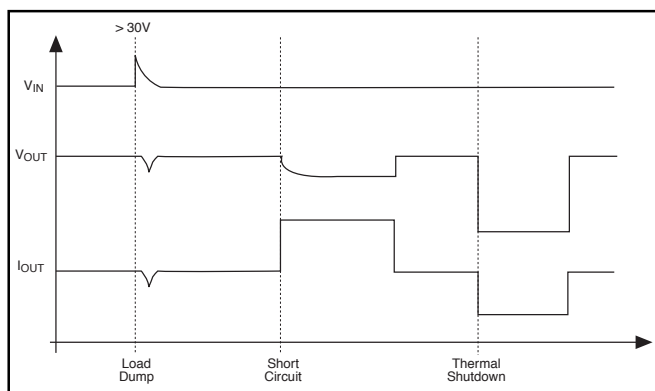 > 30V
VIN
VOUT
IOUT
Load
Dump
Short
Circuit
Thermal
Shutdown